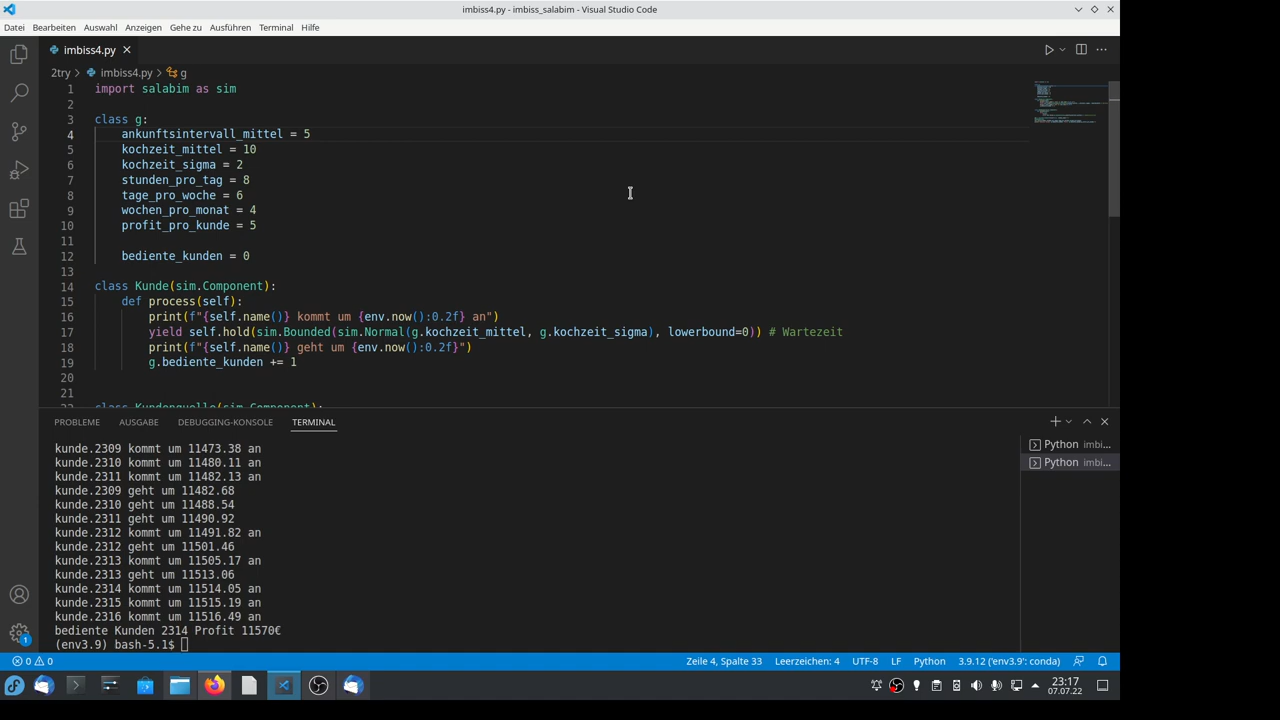 imbiss4.py - imbiss_salabim - Visual Studio Code
Datei Bearbeiten Auswahl Anzeigen Gehe zu Ausführen Terminal Hilfe
imbiss4.py
2try > imbiss4.py > g
1 import salabim as sim
2
3 class g:
4 ankunftsintervall_mittel = 5
5 kochzeit_mittel = 10
6 kochzeit_sigma = 2
7 stunden_pro_tag = 8
8 tage_pro_woche = 6
9 wochen_pro_monat = 4
10 profit_pro_kunde = 5
11
12 bediente_kunden = 0
13
14 class Kunde(sim.Component):
15 def process(self):
16 print(f"{self.name()} kommt um {env.now():0.2f} an")
17 yield self.hold(sim.Bounded(sim.Normal(g.kochzeit_mittel, g.kochzeit_sigma), lowerbound=0)) # Wartezeit
18 print(f"{self.name()} geht um {env.now():0.2f}")
19 g.bediente_kunden += 1
20
21
22 class Kundenquelle(sim.Component):
PROBLEME AUSGABE DEBUGGING-KONSOLE TERMINAL
kunde.2309 kommt um 11473.38 an
kunde.2310 kommt um 11480.11 an
kunde.2311 kommt um 11482.13 an
kunde.2309 geht um 11482.68
kunde.2310 geht um 11488.54
kunde.2311 geht um 11490.92
kunde.2312 kommt um 11491.82 an
kunde.2312 geht um 11501.46
kunde.2313 kommt um 11505.17 an
kunde.2313 geht um 11513.06
kunde.2314 kommt um 11514.05 an
kunde.2315 kommt um 11515.19 an
kunde.2316 kommt um 11516.49 an
bediente Kunden 2314 Profit 11570€
(env3.9) bash-5.1$
Python imbi...
Python imbi...
1
0 0 Zeile 4, Spalte 33 Leerzeichen: 4 UTF-8 LF Python 3.9.12 ('env3.9': conda)
23:17
07.07.22